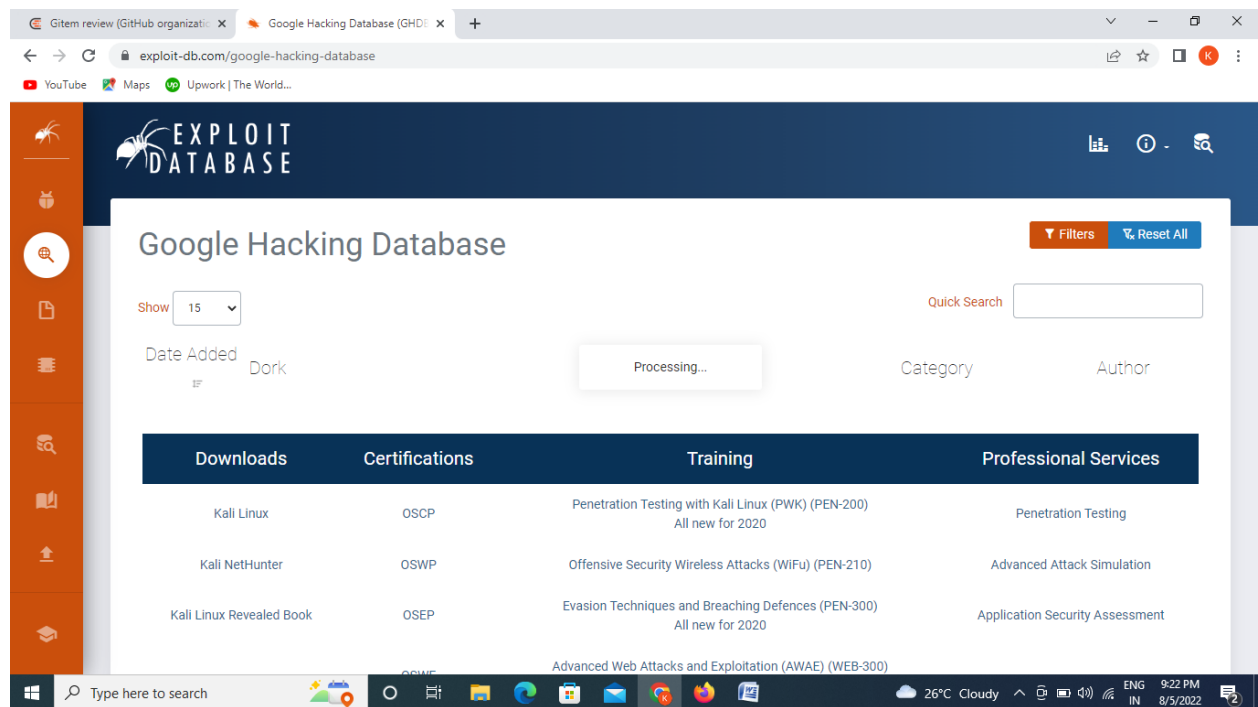 Gitem review (GitHub organizatic
Google Hacking Database (GHDB
exploit-db.com/google-hacking-database
K
YouTube
Maps
up Upwork | The World...
EXPLOIT
DATABASE
Google Hacking Database
Filters
Reset All
Show 15
Quick Search
Date Added
Dork
Processing...
Category
Author
Downloads Certifications Training Professional Services
Kali Linux
OSCP
Penetration Testing with Kali Linux (PWK) (PEN-200)
All new for 2020
Penetration Testing
Kali NetHunter
OSWP
Offensive Security Wireless Attacks (WiFu) (PEN-210)
Advanced Attack Simulation
Kali Linux Revealed Book
OSEP
Evasion Techniques and Breaching Defences (PEN-300)
All new for 2020
Application Security Assessment
OSWE
Advanced Web Attacks and Exploitation (AWAE) (WEB-300)
Type here to search
K
26°C Cloudy
ENG
IN
9:22 PM
8/5/2022
2